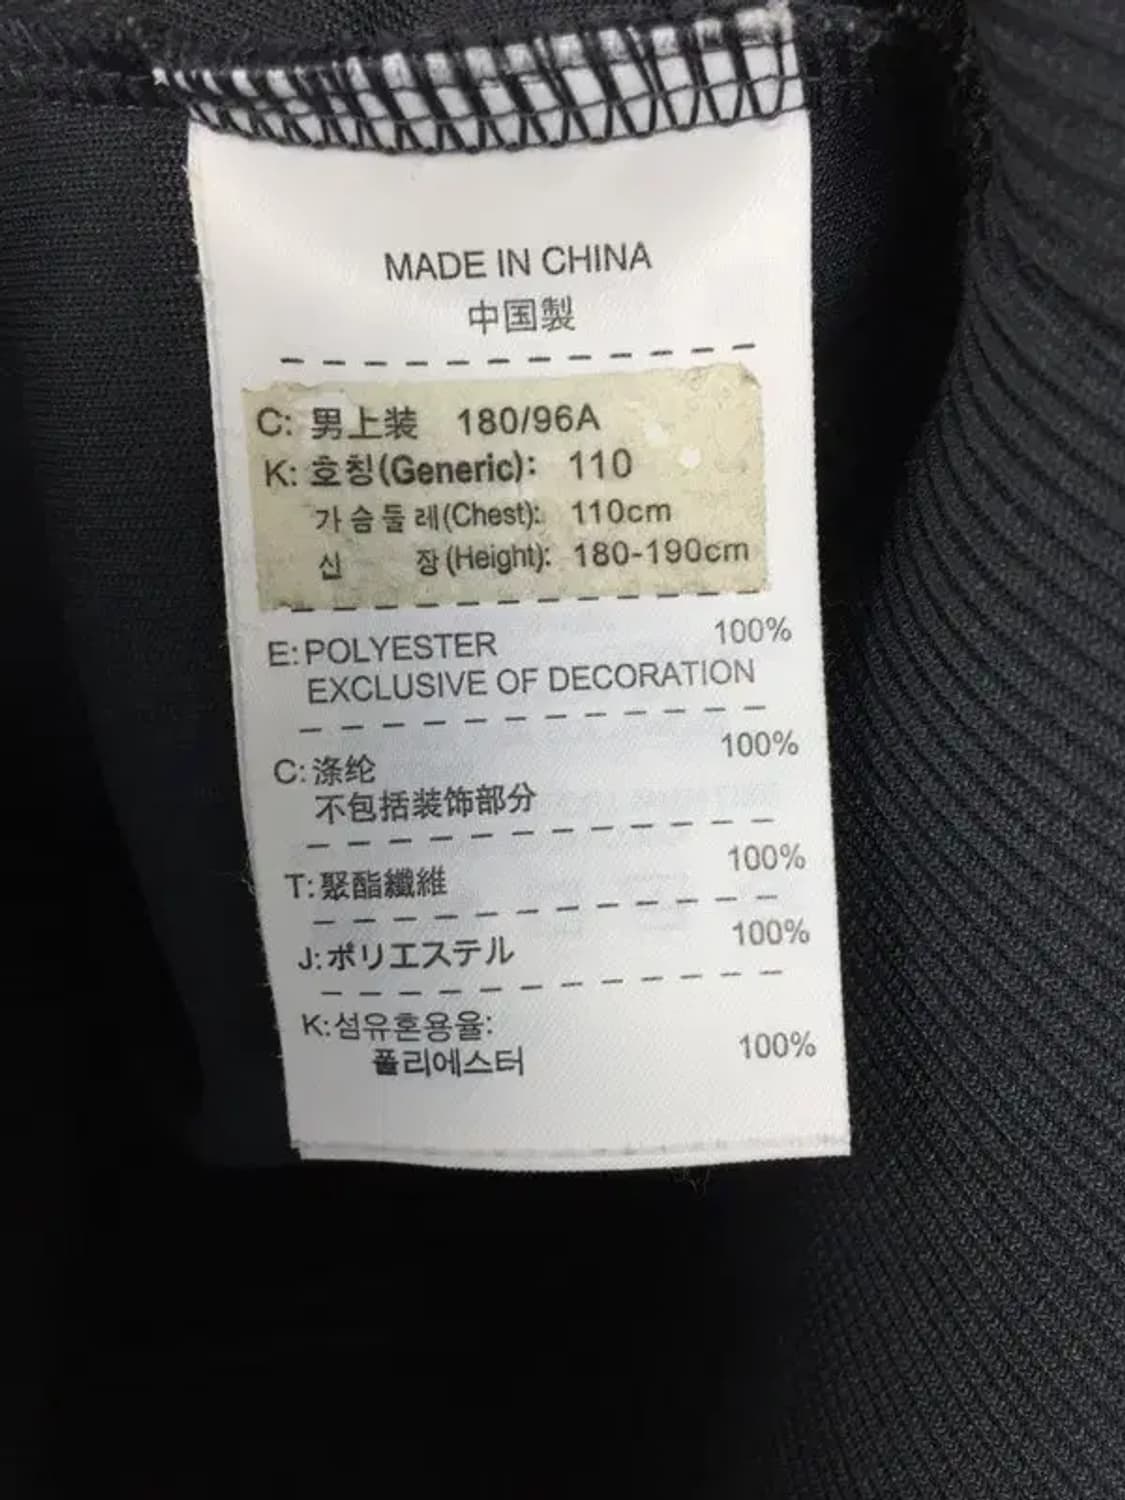 MADE IN CHINA
中国製
C: 男上装 180/96A
K: 호칭(Generic): 110
가슴둘레(Chest): 110cm
신 장(Height): 180-190cm
E: POLYESTER 100%
EXCLUSIVE OF DECORATION
C: 涤纶 100%
不包括装饰部分
T: 聚酯纖維 100%
J: ポリエステル 100%
K: 섬유혼용율:
폴리에스터 100%